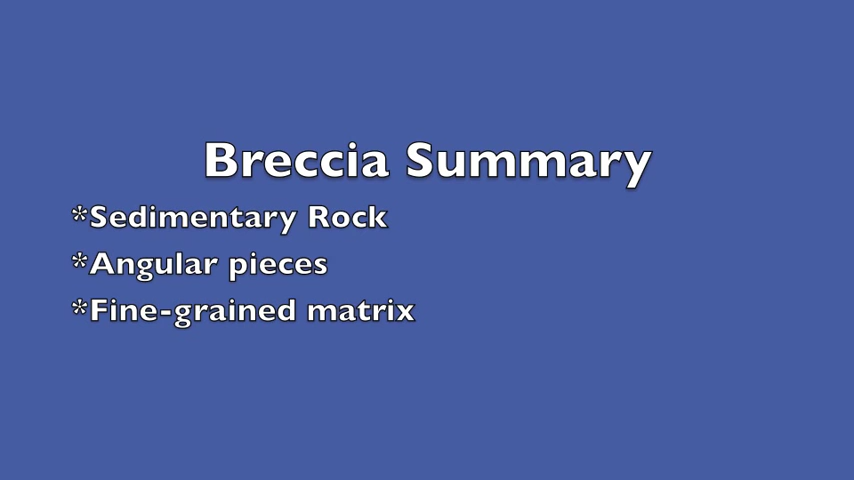 Breccia Summary
*Sedimentary Rock
*Angular pieces
*Fine-grained matrix